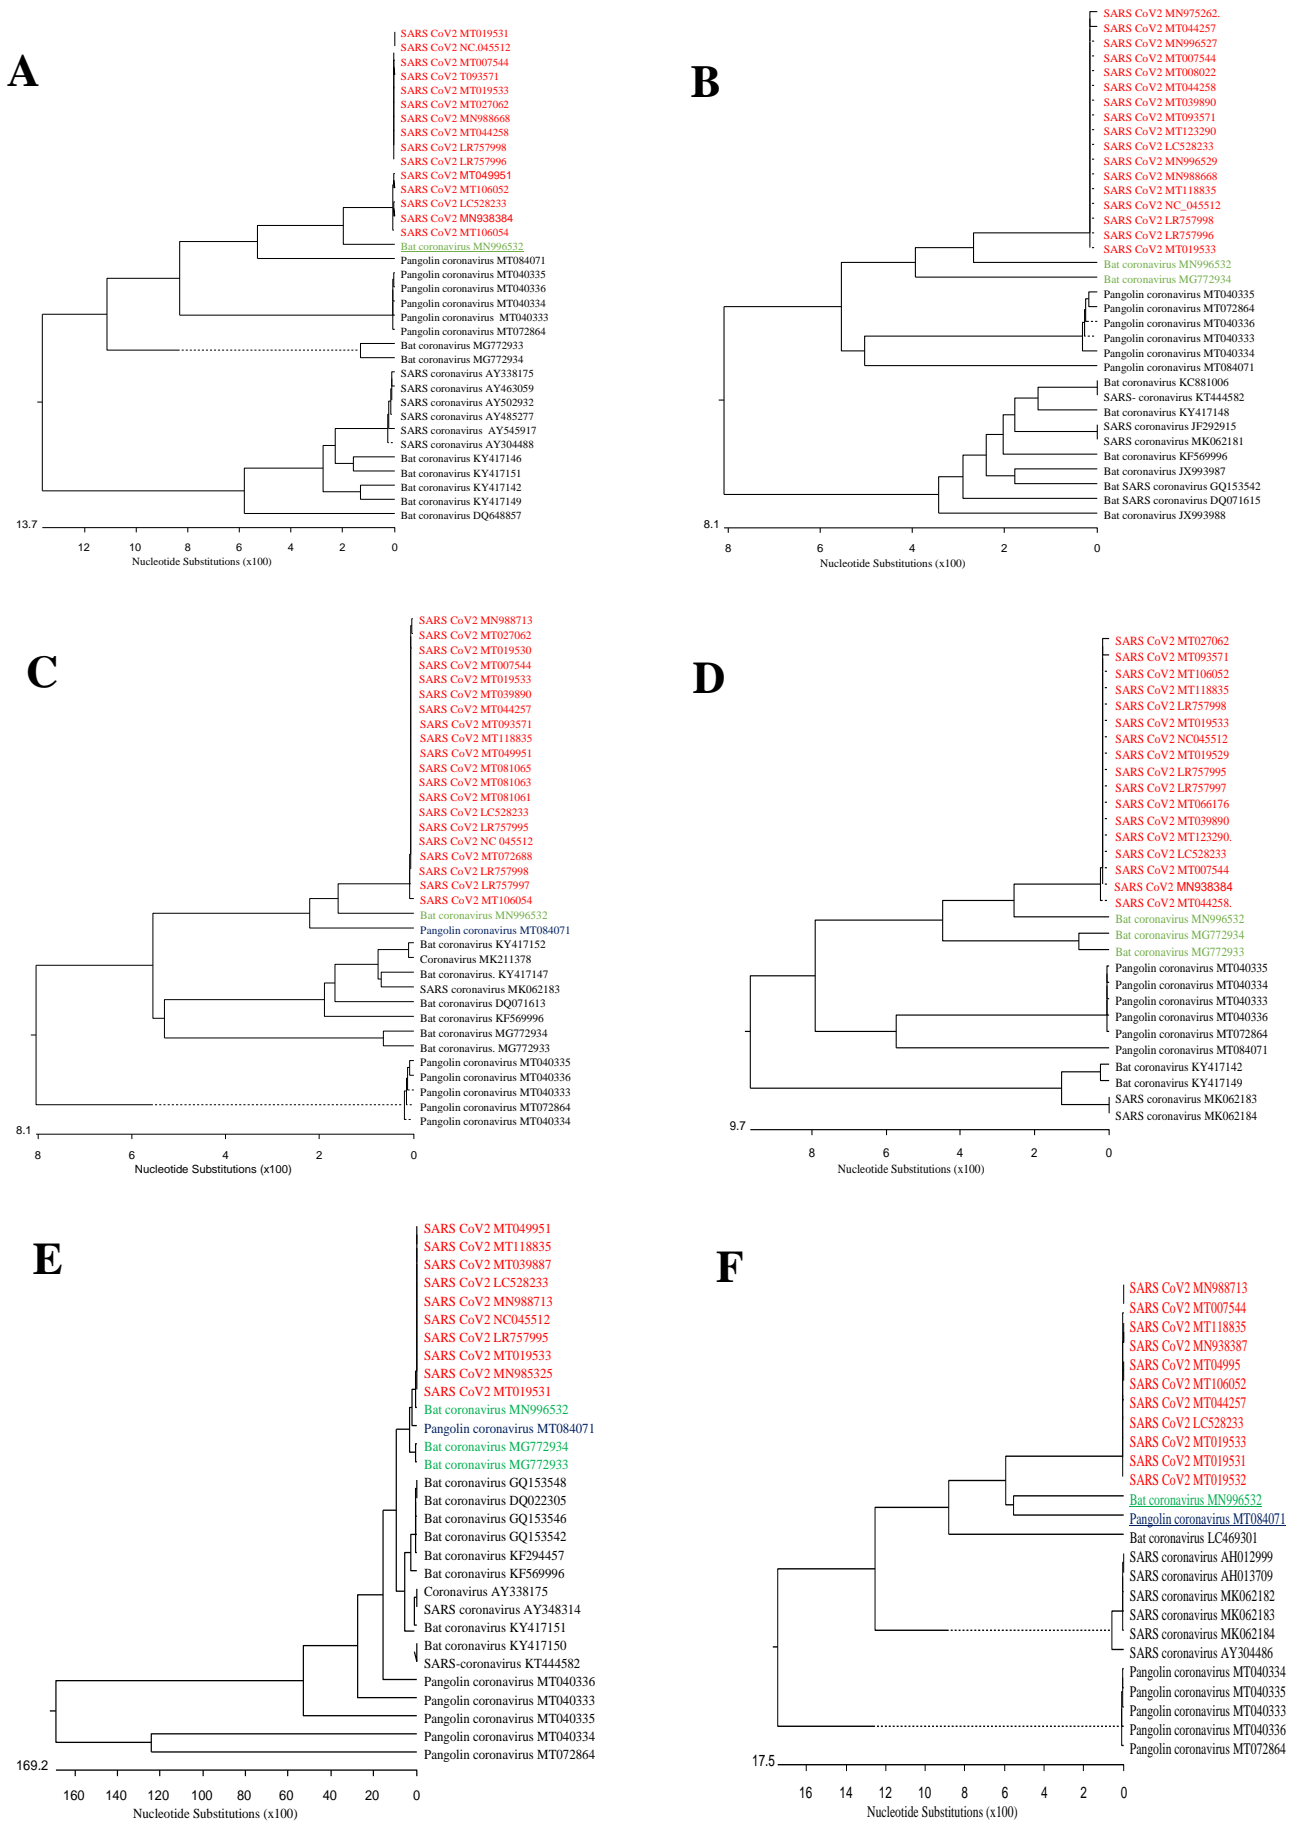 A
SARS CoV2 MT019531
SARS CoV2 NC.045512
SARS CoV2 MT007544
SARS CoV2 T093571
SARS CoV2 MT019533
SARS CoV2 MT027062
SARS CoV2 MN988668
SARS CoV2 MT044258
SARS CoV2 LR757998
SARS CoV2 LR757996
SARS CoV2 MT049951
SARS CoV2 MT106052
SARS CoV2 LC528233
SARS CoV2 MN938384
SARS CoV2 MT106054
Bat coronavirus MN996532
Pangolin coronavirus MT084071
Pangolin coronavirus MT040335
Pangolin coronavirus MT040336
Pangolin coronavirus MT040334
Pangolin coronavirus MT040333
Pangolin coronavirus MT072864
Bat coronavirus MG772933
Bat coronavirus MG772934
SARS coronavirus AY338175
SARS coronavirus AY463059
SARS coronavirus AY502932
SARS coronavirus AY485277
SARS coronavirus AY545917
SARS coronavirus AY304488
Bat coronavirus KY417146
Bat coronavirus KY417151
Bat coronavirus KY417142
Bat coronavirus KY417149
Bat coronavirus DQ648857
13.7
12 10 8 6 4 2 0
Nucleotide Substitutions (x100)
B
SARS CoV2 MN975262.
SARS CoV2 MT044257
SARS CoV2 MN996527
SARS CoV2 MT007544
SARS CoV2 MT008022
SARS CoV2 MT044258
SARS CoV2 MT039890
SARS CoV2 MT093571
SARS CoV2 MT123290
SARS CoV2 LC528233
SARS CoV2 MN996529
SARS CoV2 MN988668
SARS CoV2 MT118835
SARS CoV2 NC_045512
SARS CoV2 LR757998
SARS CoV2 LR757996
SARS CoV2 MT019533
Bat coronavirus MN996532
Bat coronavirus MG772934
Pangolin coronavirus MT040335
Pangolin coronavirus MT072864
Pangolin coronavirus MT040336
Pangolin coronavirus MT040333
Pangolin coronavirus MT040334
Pangolin coronavirus MT084071
Bat coronavirus KC881006
SARS- coronavirus KT444582
Bat coronavirus KY417148
SARS coronavirus JF292915
SARS coronavirus MK062181
Bat coronavirus KF569996
Bat coronavirus JX993987
Bat SARS coronavirus GQ153542
Bat SARS coronavirus DQ071615
Bat coronavirus JX993988
8.1
8 6 4 2 0
Nucleotide Substitutions (x100)
C
SARS CoV2 MN988713
SARS CoV2 MT027062
SARS CoV2 MT019530
SARS CoV2 MT007544
SARS CoV2 MT019533
SARS CoV2 MT039890
SARS CoV2 MT044257
SARS CoV2 MT093571
SARS CoV2 MT118835
SARS CoV2 MT049951
SARS CoV2 MT081065
SARS CoV2 MT081063
SARS CoV2 MT081061
SARS CoV2 LC528233
SARS CoV2 LR757995
SARS CoV2 NC 045512
SARS CoV2 MT072688
SARS CoV2 LR757998
SARS CoV2 LR757997
SARS CoV2 MT106054
Bat coronavirus MN996532
Pangolin coronavirus MT084071
Bat coronavirus KY417152
Coronavirus MK211378
Bat coronavirus. KY417147
SARS coronavirus MK062183
Bat coronavirus DQ071613
Bat coronavirus KF569996
Bat coronavirus MG772934
Bat coronavirus. MG772933
Pangolin coronavirus MT040335
Pangolin coronavirus MT040336
Pangolin coronavirus MT040333
Pangolin coronavirus MT072864
Pangolin coronavirus MT040334
8.1
8 6 4 2 0
Nucleotide Substitutions (x100)
D
SARS CoV2 MT027062
SARS CoV2 MT093571
SARS CoV2 MT106052
SARS CoV2 MT118835
SARS CoV2 LR757998
SARS CoV2 MT019533
SARS CoV2 NC045512
SARS CoV2 MT019529
SARS CoV2 LR757995
SARS CoV2 LR757997
SARS CoV2 MT066176
SARS CoV2 MT039890
SARS CoV2 MT123290.
SARS CoV2 LC528233
SARS CoV2 MT007544
SARS CoV2 MN938384
SARS CoV2 MT044258.
Bat coronavirus MN996532
Bat coronavirus MG772934
Bat coronavirus MG772933
Pangolin coronavirus MT040335
Pangolin coronavirus MT040334
Pangolin coronavirus MT040333
Pangolin coronavirus MT040336
Pangolin coronavirus MT072864
Pangolin coronavirus MT084071
Bat coronavirus KY417142
Bat coronavirus KY417149
SARS coronavirus MK062183
SARS coronavirus MK062184
9.7
8 6 4 2 0
Nucleotide Substitutions (x100)
E
SARS CoV2 MT049951
SARS CoV2 MT118835
SARS CoV2 MT039887
SARS CoV2 LC528233
SARS CoV2 MN988713
SARS CoV2 NC045512
SARS CoV2 LR757995
SARS CoV2 MT019533
SARS CoV2 MN985325
SARS CoV2 MT019531
Bat coronavirus MN996532
Pangolin coronavirus MT084071
Bat coronavirus MG772934
Bat coronavirus MG772933
Bat coronavirus GQ153548
Bat coronavirus DQ022305
Bat coronavirus GQ153546
Bat coronavirus GQ153542
Bat coronavirus KF294457
Bat coronavirus KF569996
Coronavirus AY338175
SARS coronavirus AY348314
Bat coronavirus KY417151
Bat coronavirus KY417150
SARS-coronavirus KT444582
Pangolin coronavirus MT040336
Pangolin coronavirus MT040333
Pangolin coronavirus MT040335
Pangolin coronavirus MT040334
Pangolin coronavirus MT072864
169.2
160 140 120 100 80 60 40 20 0
Nucleotide Substitutions (x100)
F
SARS CoV2 MN988713
SARS CoV2 MT007544
SARS CoV2 MT118835
SARS CoV2 MN938387
SARS CoV2 MT04995
SARS CoV2 MT106052
SARS CoV2 MT044257
SARS CoV2 LC528233
SARS CoV2 MT019533
SARS CoV2 MT019531
SARS CoV2 MT019532
Bat coronavirus MN996532
Pangolin coronavirus MT084071
Bat coronavirus LC469301
SARS coronavirus AH012999
SARS coronavirus AH013709
SARS coronavirus MK062182
SARS coronavirus MK062183
SARS coronavirus MK062184
SARS coronavirus AY304486
Pangolin coronavirus MT040334
Pangolin coronavirus MT040335
Pangolin coronavirus MT040333
Pangolin coronavirus MT040336
Pangolin coronavirus MT072864
17.5
16 14 12 10 8 6 4 2 0
Nucleotide Substitutions (x100)